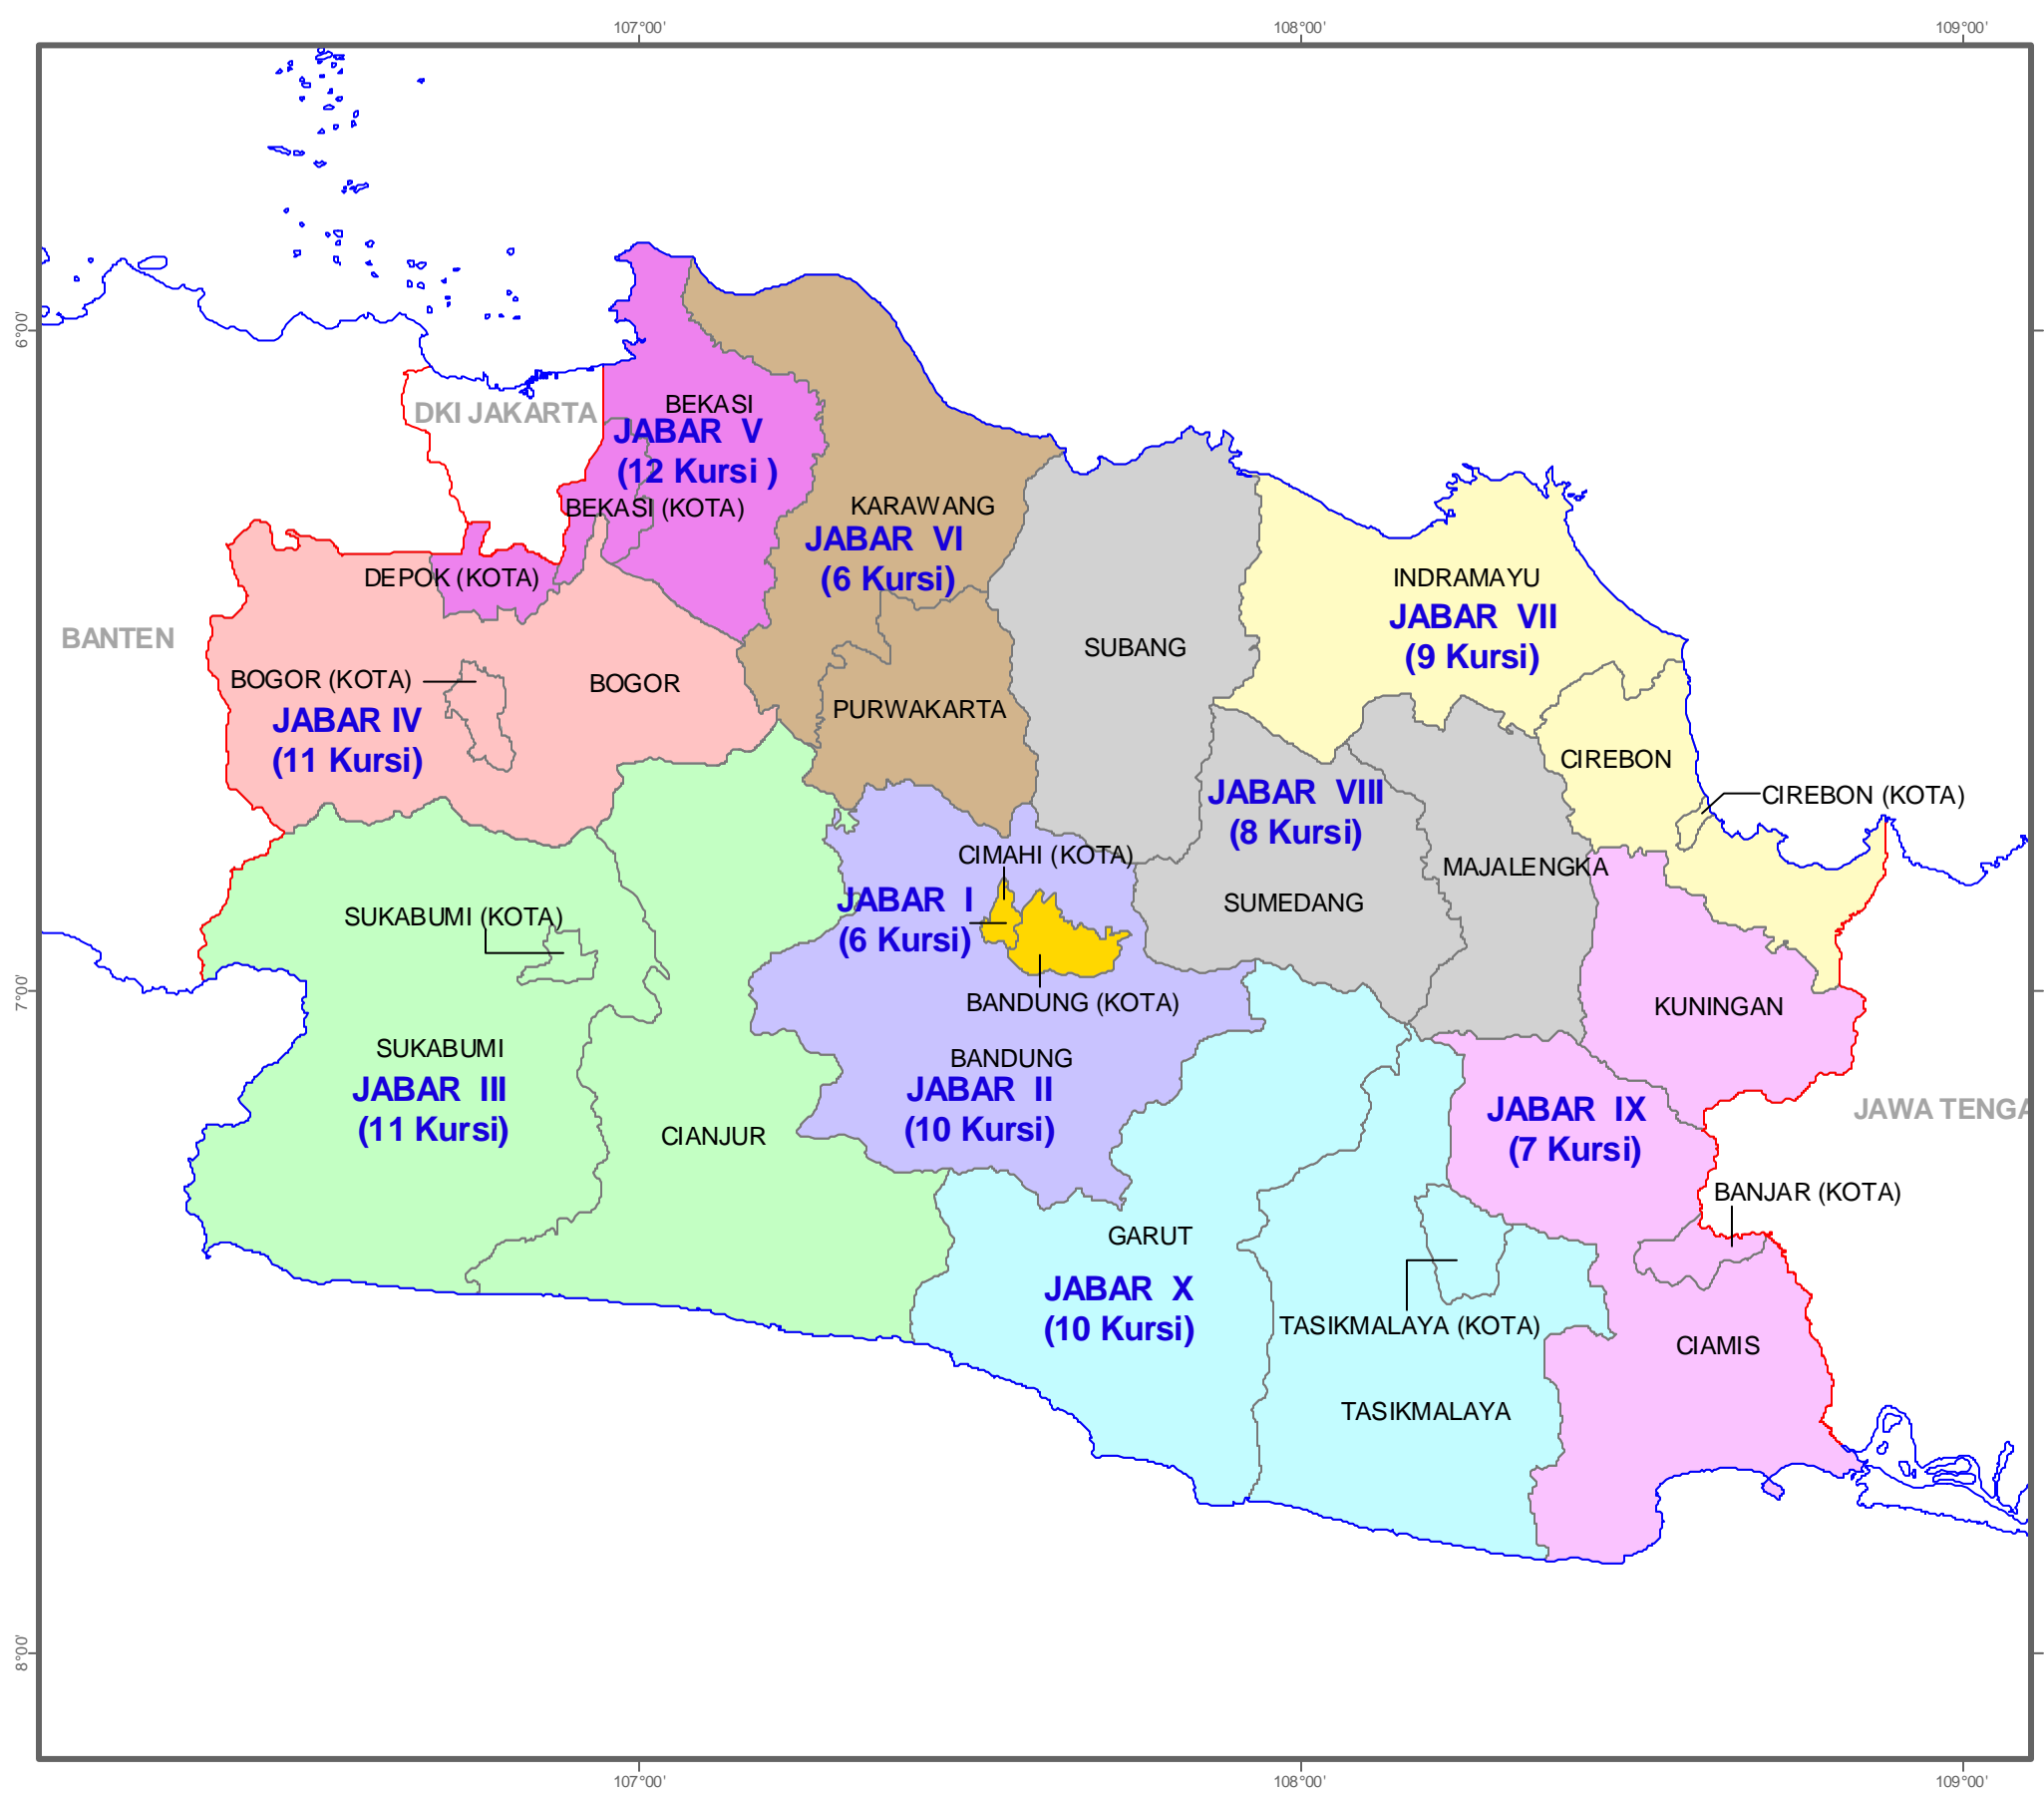 107°00'
108°00'
109°00'
6°00'
DKI JAKARTA
BEKASI
JABAR V
(12 Kursi )
BEKASI (KOTA)
KARAWANG
JABAR VI
(6 Kursi)
DEPOK (KOTA)
INDRAMAYU
JABAR VII
(9 Kursi)
BANTEN
SUBANG
BOGOR (KOTA)
BOGOR
JABAR IV
(11 Kursi)
PURWAKARTA
CIREBON
CIREBON (KOTA)
JABAR VIII
(8 Kursi)
CIMAHI (KOTA)
MAJALENGKA
JABAR I
(6 Kursi)
SUMEDANG
SUKABUMI (KOTA)
7°00'
BANDUNG (KOTA)
KUNINGAN
SUKABUMI
JABAR III
(11 Kursi)
BANDUNG
JABAR II
(10 Kursi)
CIANJUR
JABAR IX
(7 Kursi)
JAWA TENGA
BANJAR (KOTA)
GARUT
JABAR X
(10 Kursi)
TASIKMALAYA (KOTA)
CIAMIS
TASIKMALAYA
8°00'
107°00'
108°00'
109°00'